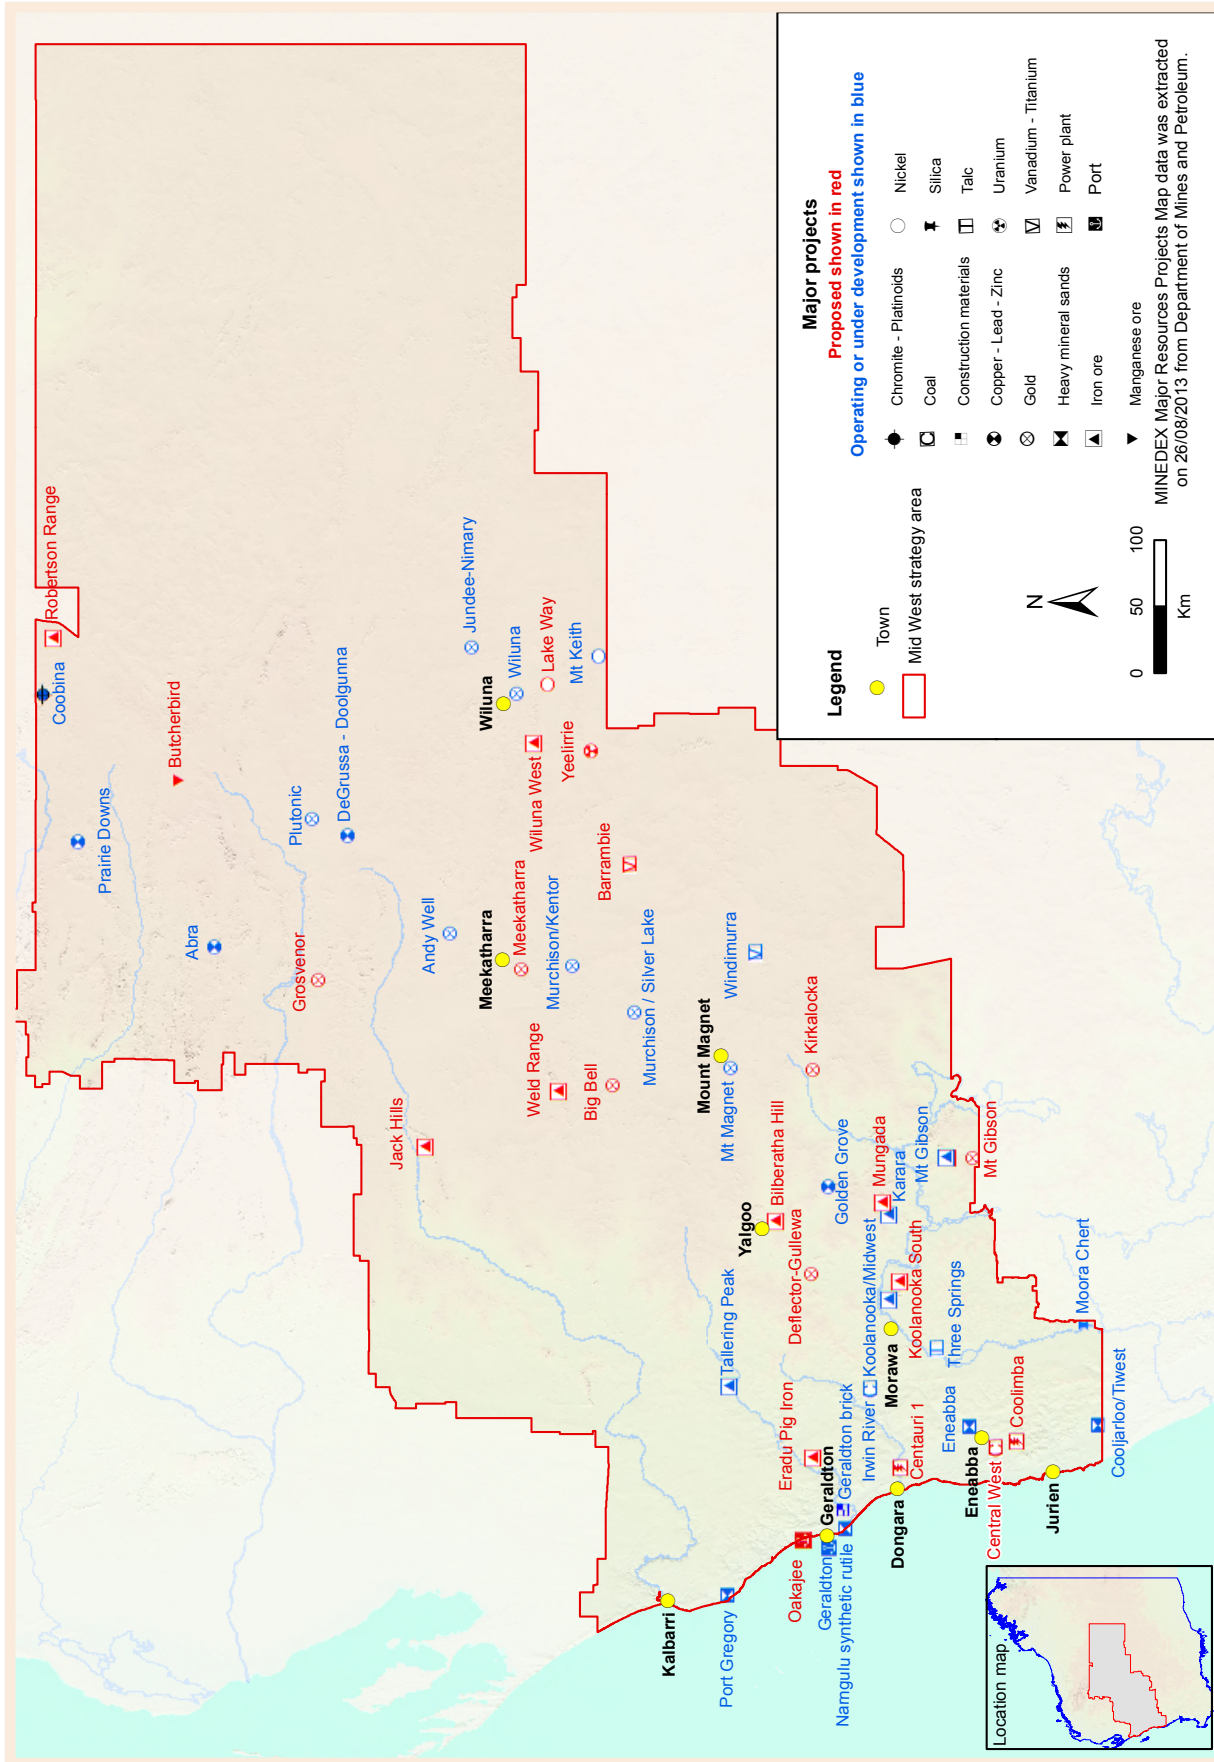 Coobina
Robertson Range
Prairie Downs
Butcherbird
Abra
Grosvenor
Plutonic
DeGrussa - Doolgunna
Jack Hills
Andy Well
Jundee-Nimary
Meekatharra
Meekatharra
Wiluna
Wiluna
Weld Range
Murchison/Kentor
Wiluna West
Lake Way
Big Bell
Yeelirrie
Mt Keith
Barrambie
Murchison / Silver Lake
Kalbarri
Mount Magnet
Port Gregory
Tallering Peak
Mt Magnet
Windimurra
Yalgoo
Bilberatha Hill
Eradu Pig Iron
Deflector-Gullewa
Kirkalocka
Oakajee
Geraldton
Geraldton
Golden Grove
Namgulu synthetic rutile
Geraldton brick
Irwin River
Koolanooka/Midwest
Mungada
Karara
Dongara
Centauri 1
Morawa
Koolanooka South
Mt Gibson
Eneabba
Three Springs
Mt Gibson
Eneabba
Central West
Coolimba
Jurien
Moora Chert
Cooljarloo/Tiwest
Location map
Legend
Town
Mid West strategy area
N
0 50 100
Km
Major projects
Proposed shown in red
Operating or under development shown in blue
Chromite - Platinoids
Coal
Construction materials
Copper - Lead - Zinc
Gold
Heavy mineral sands
Iron ore
Manganese ore
Nickel
Silica
Talc
Uranium
Vanadium - Titanium
Power plant
Port
MINEDEX Major Resources Projects Map data was extracted
on 26/08/2013 from Department of Mines and Petroleum.